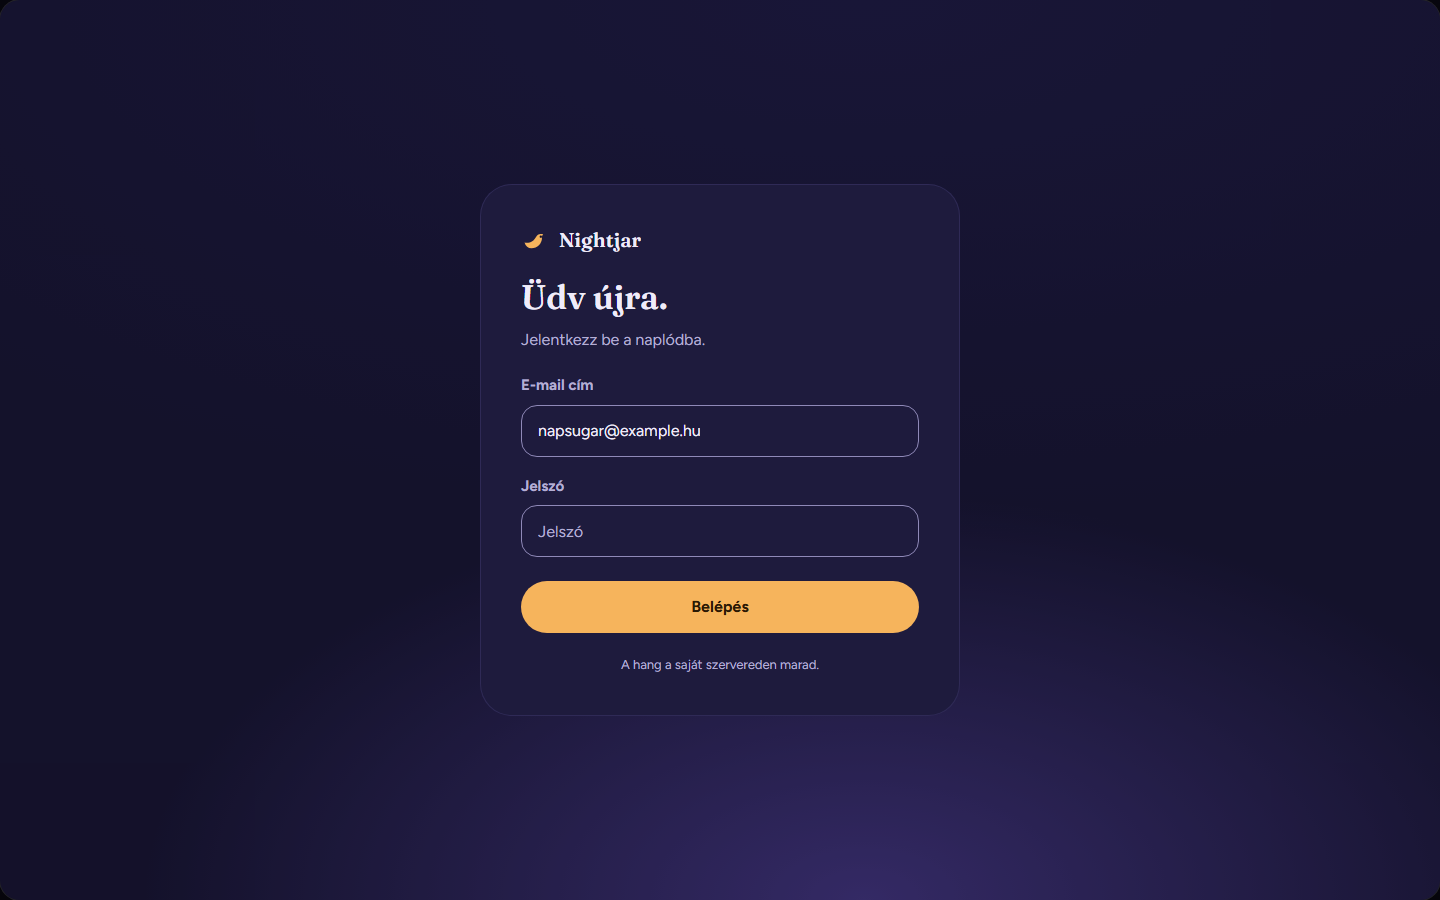 Nightjar
Üdv újra.
Jelentkezz be a naplódba.
E-mail cím
napsugar@example.hu
Jelszó
Jelszó
Belépés
A hang a saját szervereden marad.